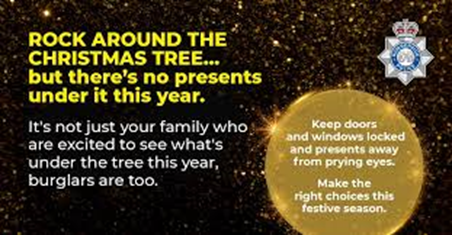 ROCK AROUND THE
CHRISTMAS TREE...
but there's no presents
under it this year.
It's not just your family who
are excited to see what's
under the tree this year,
burglars are too.
Keep doors
and windows locked
and presents away
from prying eyes.
Make the
right choices this
festive season.